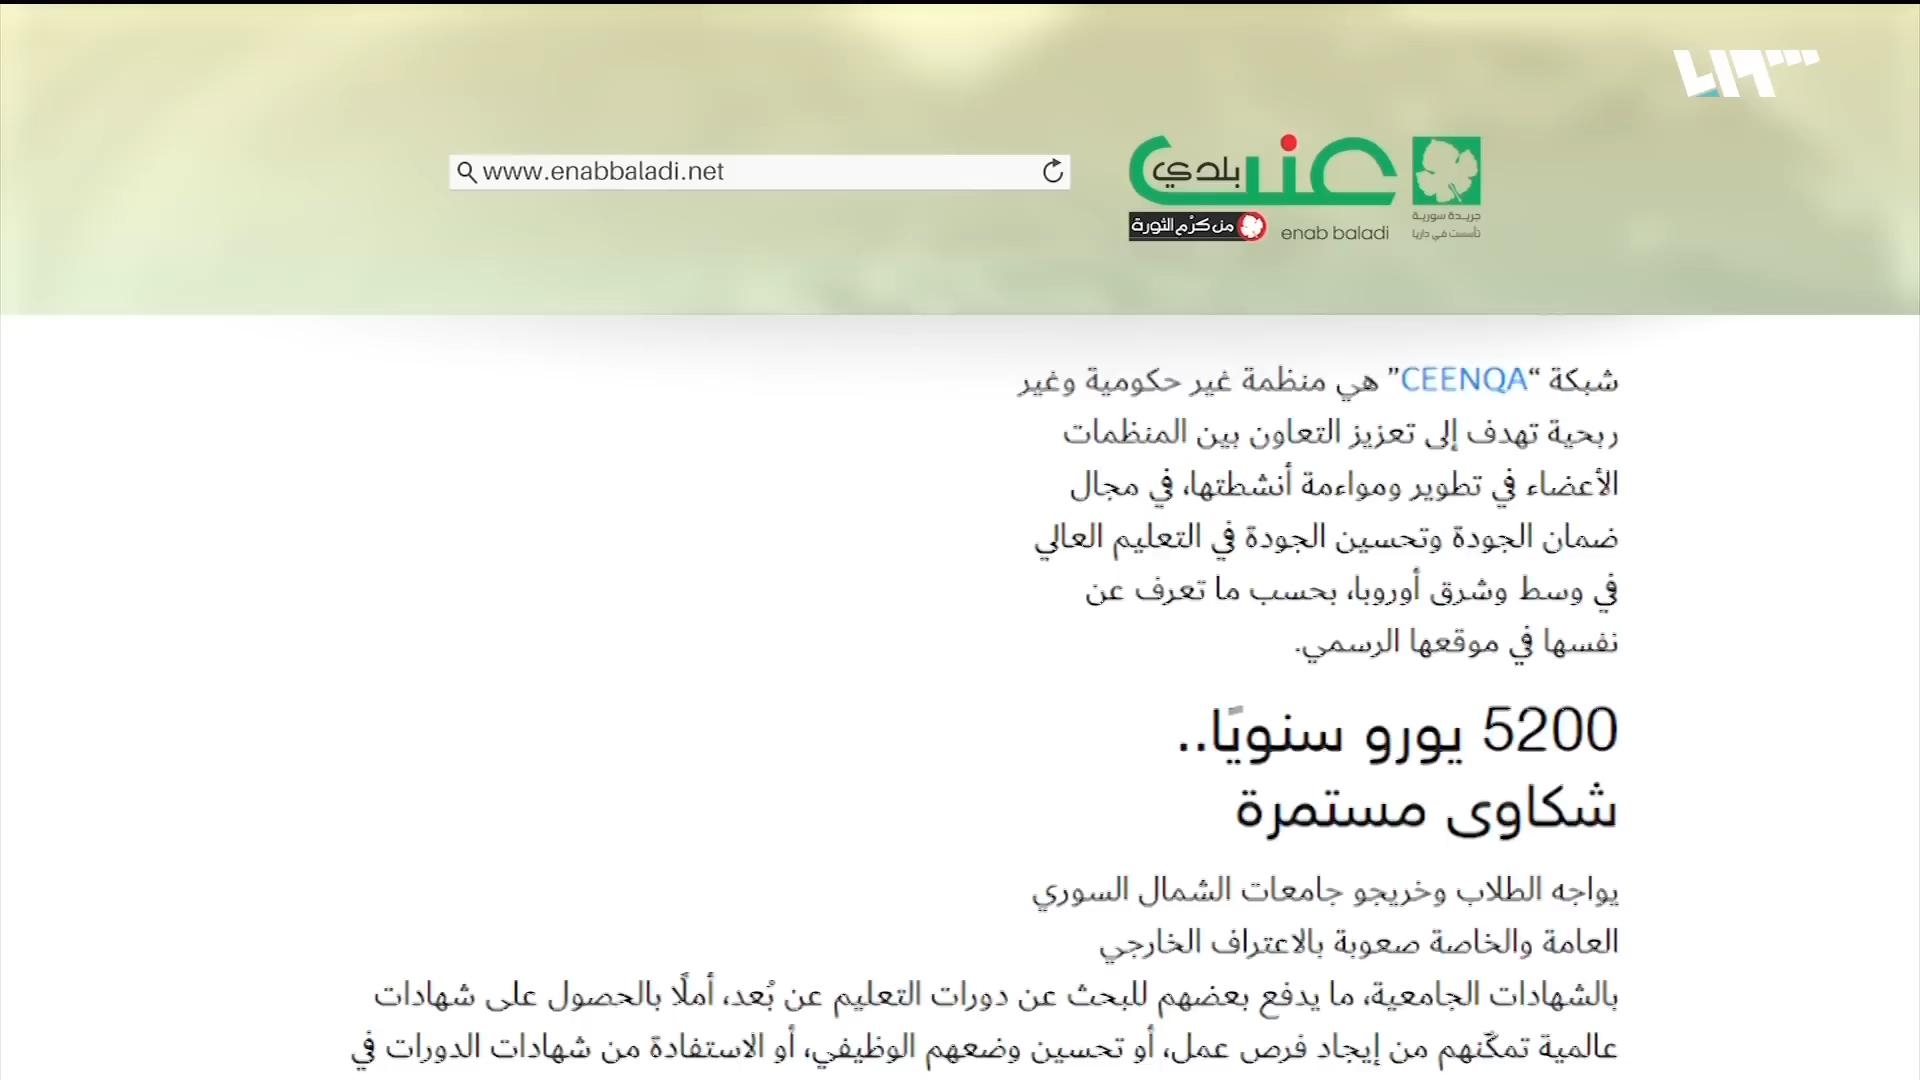 www.enabbaladi.net
عنب بلدي
من كرم الثورة
enab baladi
جريدة سورية
تأسست في داريا
شبكة “CEENQA” هي منظمة غير حكومية وغير
ربحية تهدف إلى تعزيز التعاون بين المنظمات
الأعضاء في تطوير ومواءمة أنشطتها، في مجال
ضمان الجودة وتحسين الجودة في التعليم العالي
في وسط وشرق أوروبا، بحسب ما تعرف عن
نفسها في موقعها الرسمي.
5200 يورو سنويًا..
شكاوى مستمرة
يواجه الطلاب وخريجو جامعات الشمال السوري
العامة والخاصة صعوبة بالاعتراف الخارجي
بالشهادات الجامعية، ما يدفع بعضهم للبحث عن دورات التعليم عن بُعد، أملًا بالحصول على شهادات
عالمية تمكّنهم من إيجاد فرص عمل، أو تحسين وضعهم الوظيفي، أو الاستفادة من شهادات الدورات في